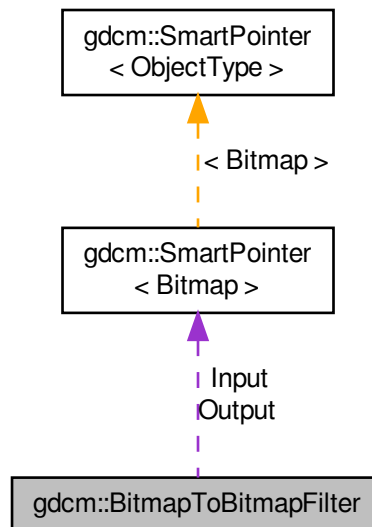 gdcm::SmartPointer
< ObjectType >
< Bitmap >
gdcm::SmartPointer
< Bitmap >
Input
Output
gdcm::BitmapToBitmapFilter